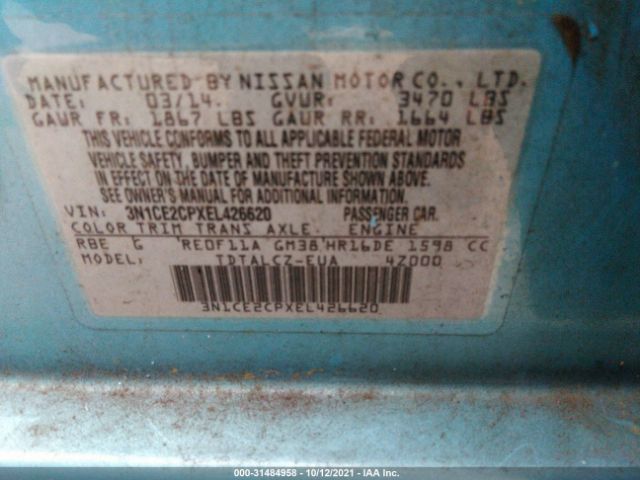 MANUFACTURED BY NISSAN MOTOR CO., LTD.
DATE: 03/14. GVWR: 3470 LBS
GAWR FR: 1867 LBS GAWR RR: 1664 LBS
THIS VEHICLE CONFORMS TO ALL APPLICABLE FEDERAL MOTOR
VEHICLE SAFETY, BUMPER AND THEFT PREVENTION STANDARDS
IN EFFECT ON THE DATE OF MANUFACTURE SHOWN ABOVE.
SEE OWNER'S MANUAL FOR ADDITIONAL INFORMATION.
VIN: 3N1CE2CPXEL426620 PASSENGER CAR.
COLOR TRIM TRANS AXLE. ENGINE
RBE G RE0F11A GM38 HR16DE 1598 CC
MODEL: TDTALCZ-EUA 4Z000
3N1CE2CPXEL426620
000-31484958 - 10/12/2021 - IAA Inc.